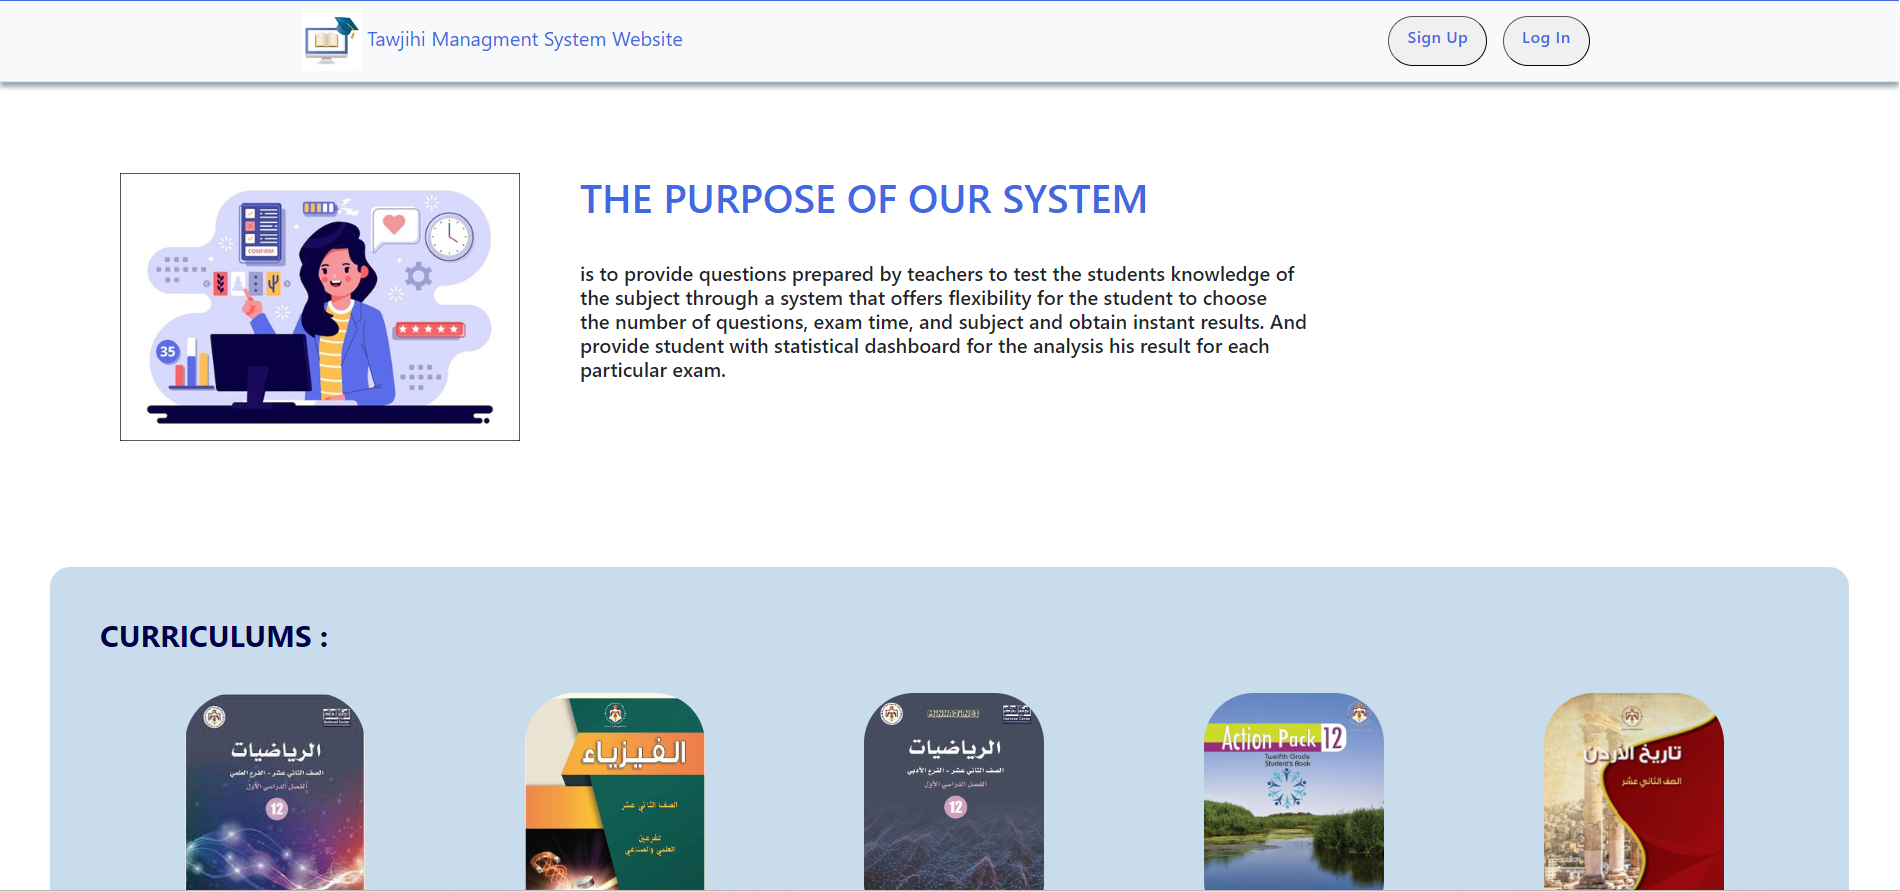 Tawjihi Managment System Website
Sign Up
Log In
CONFIRM
35
THE PURPOSE OF OUR SYSTEM
is to provide questions prepared by teachers to test the students knowledge of
the subject through a system that offers flexibility for the student to choose
the number of questions, exam time, and subject and obtain instant results. And
provide student with statistical dashboard for the analysis his result for each
particular exam.
CURRICULUMS :
الرياضيات
الصف الثاني عشر - الفرع العلمي
الفصل الدراسي الأول
12
الفيزياء
الصف الثاني عشر
للفرعين
العلمي والصناعي
MiNHAJi.NET
الرياضيات
الصف الثاني عشر - الفرع الأدبي
الفصل الدراسي الأول
12
Action Pack 12
Twelfth Grade
Student's Book
تاريخ الأردن
الصف الثاني عشر